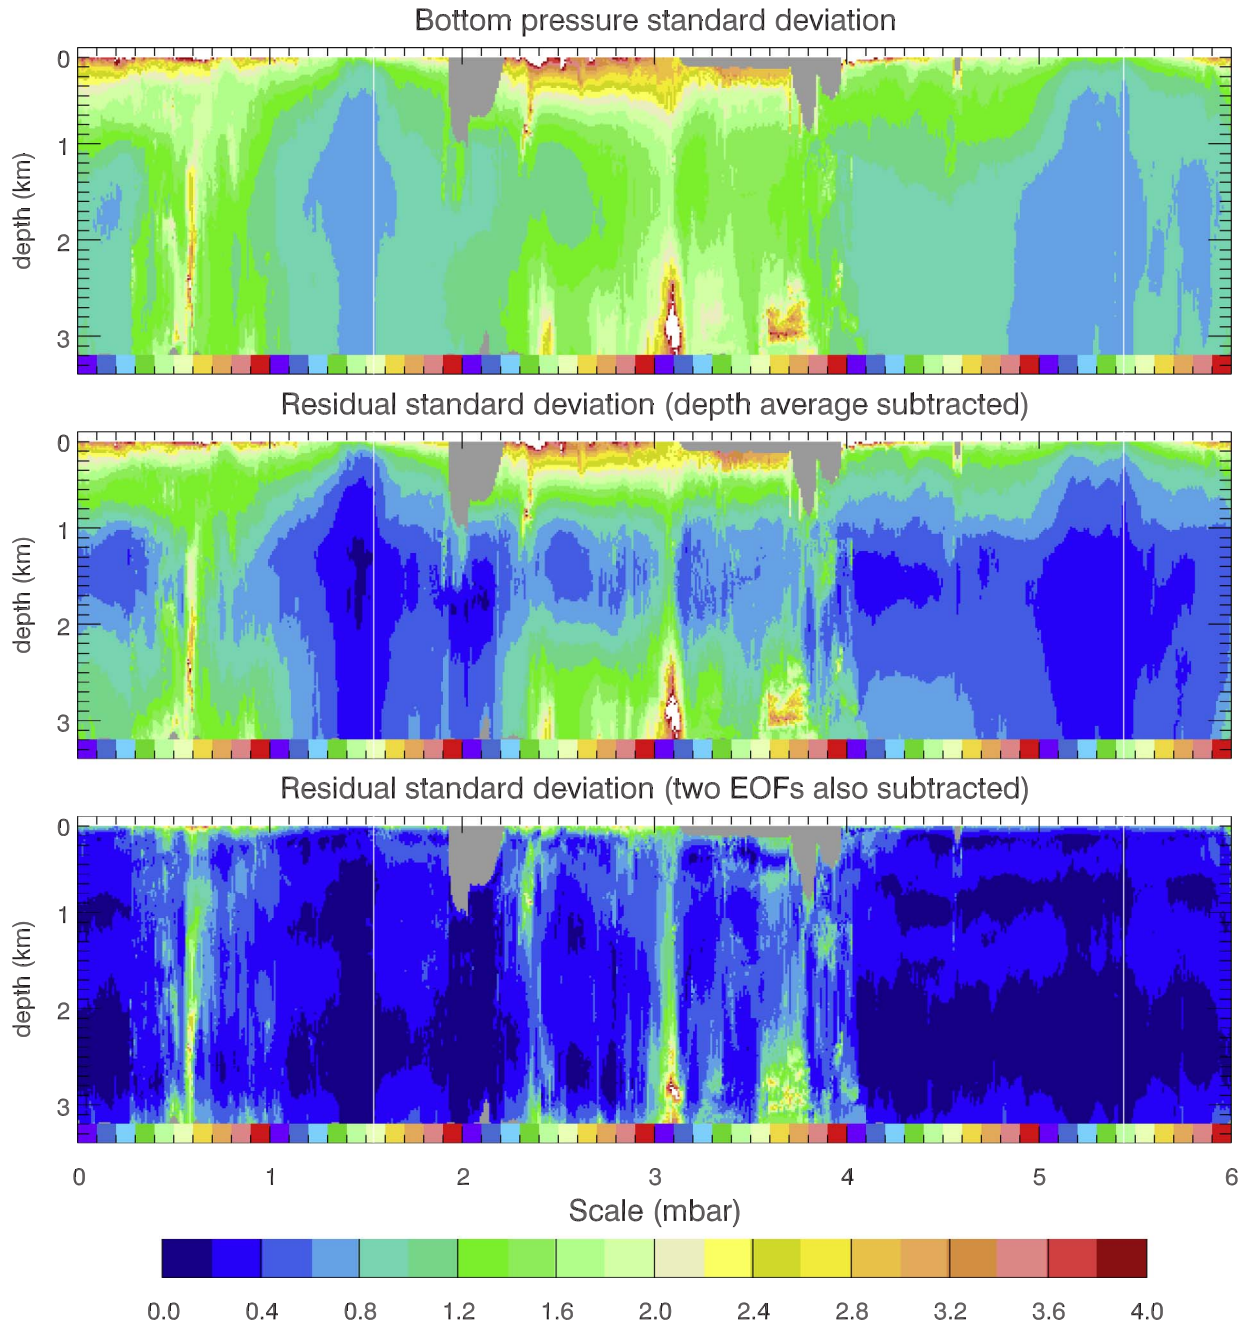 Bottom pressure standard deviation
0
1
2
3
depth (km)
Residual standard deviation (depth average subtracted)
0
1
2
3
depth (km)
Residual standard deviation (two EOFs also subtracted)
0
1
2
3
depth (km)
0 1 2 3 4 5 6
Scale (mbar)
0.0 0.4 0.8 1.2 1.6 2.0 2.4 2.8 3.2 3.6 4.0